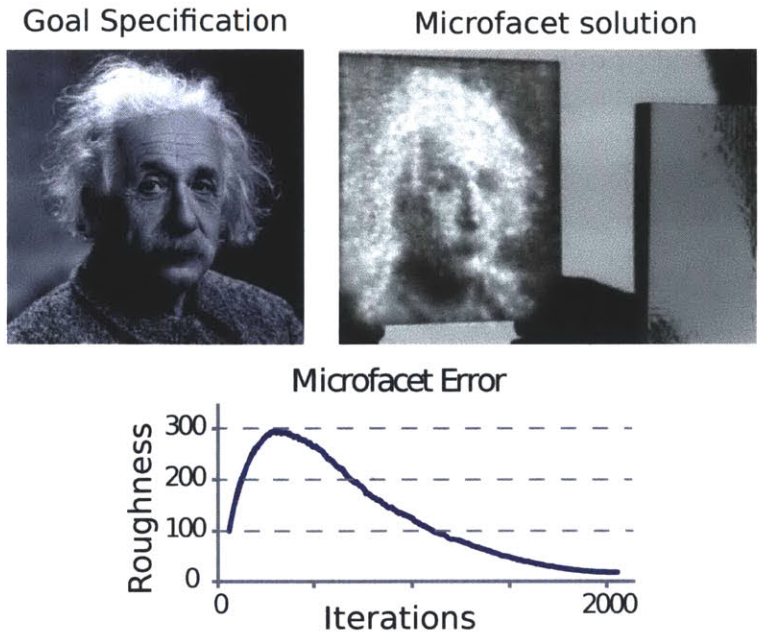 Goal Specification
Microfacet solution
Microfacet Error
Roughness
300
200
100
0
0
2000
Iterations